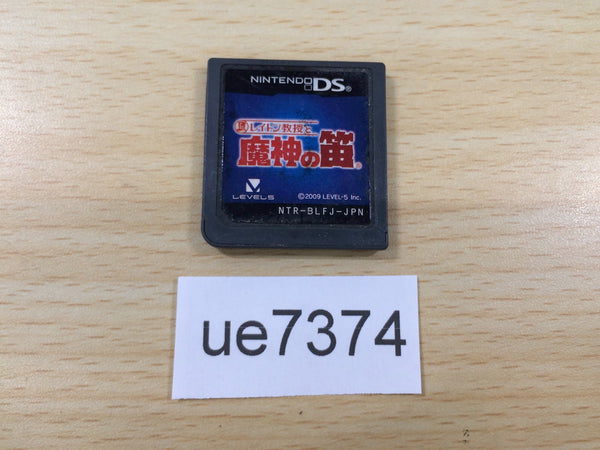 NINTENDO DS®
レイトン教授と
魔神の笛®
LEVEL5
©2009 LEVEL-5 Inc.
NTR-BLFJ-JPN
ue7374